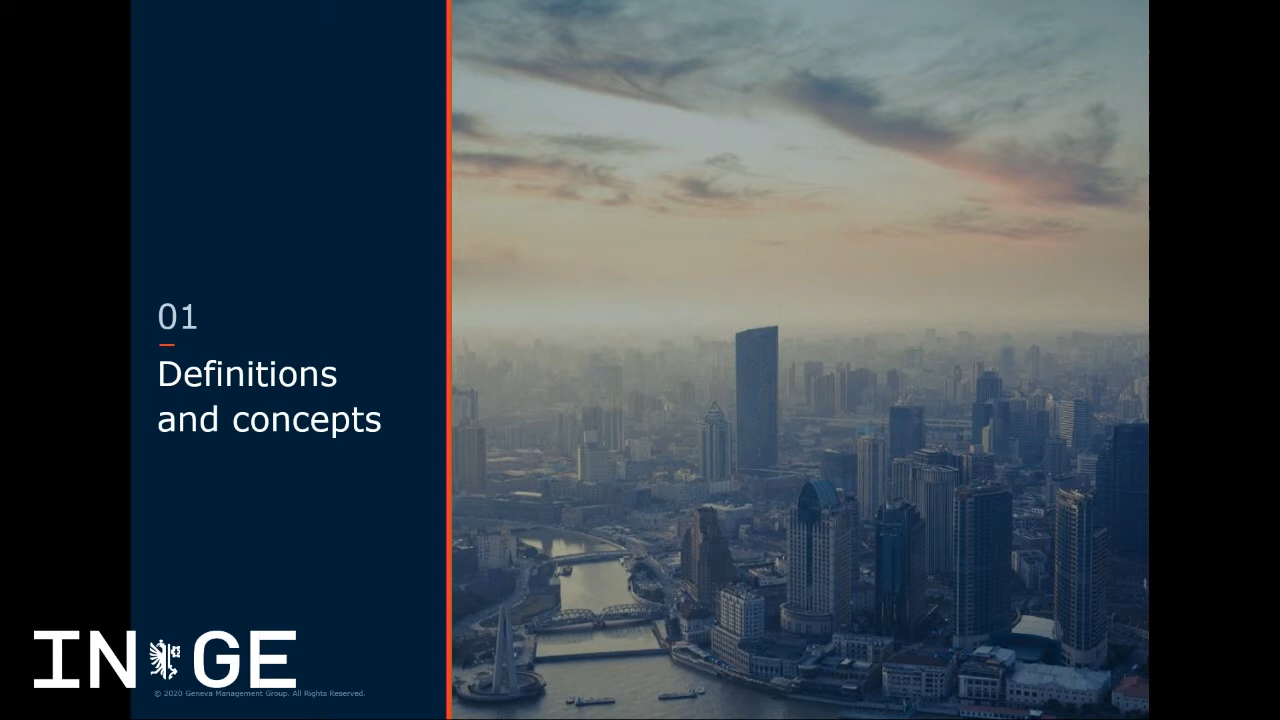 01
Definitions
and concepts
IN GE
© 2020 Geneva Management Group. All Rights Reserved.